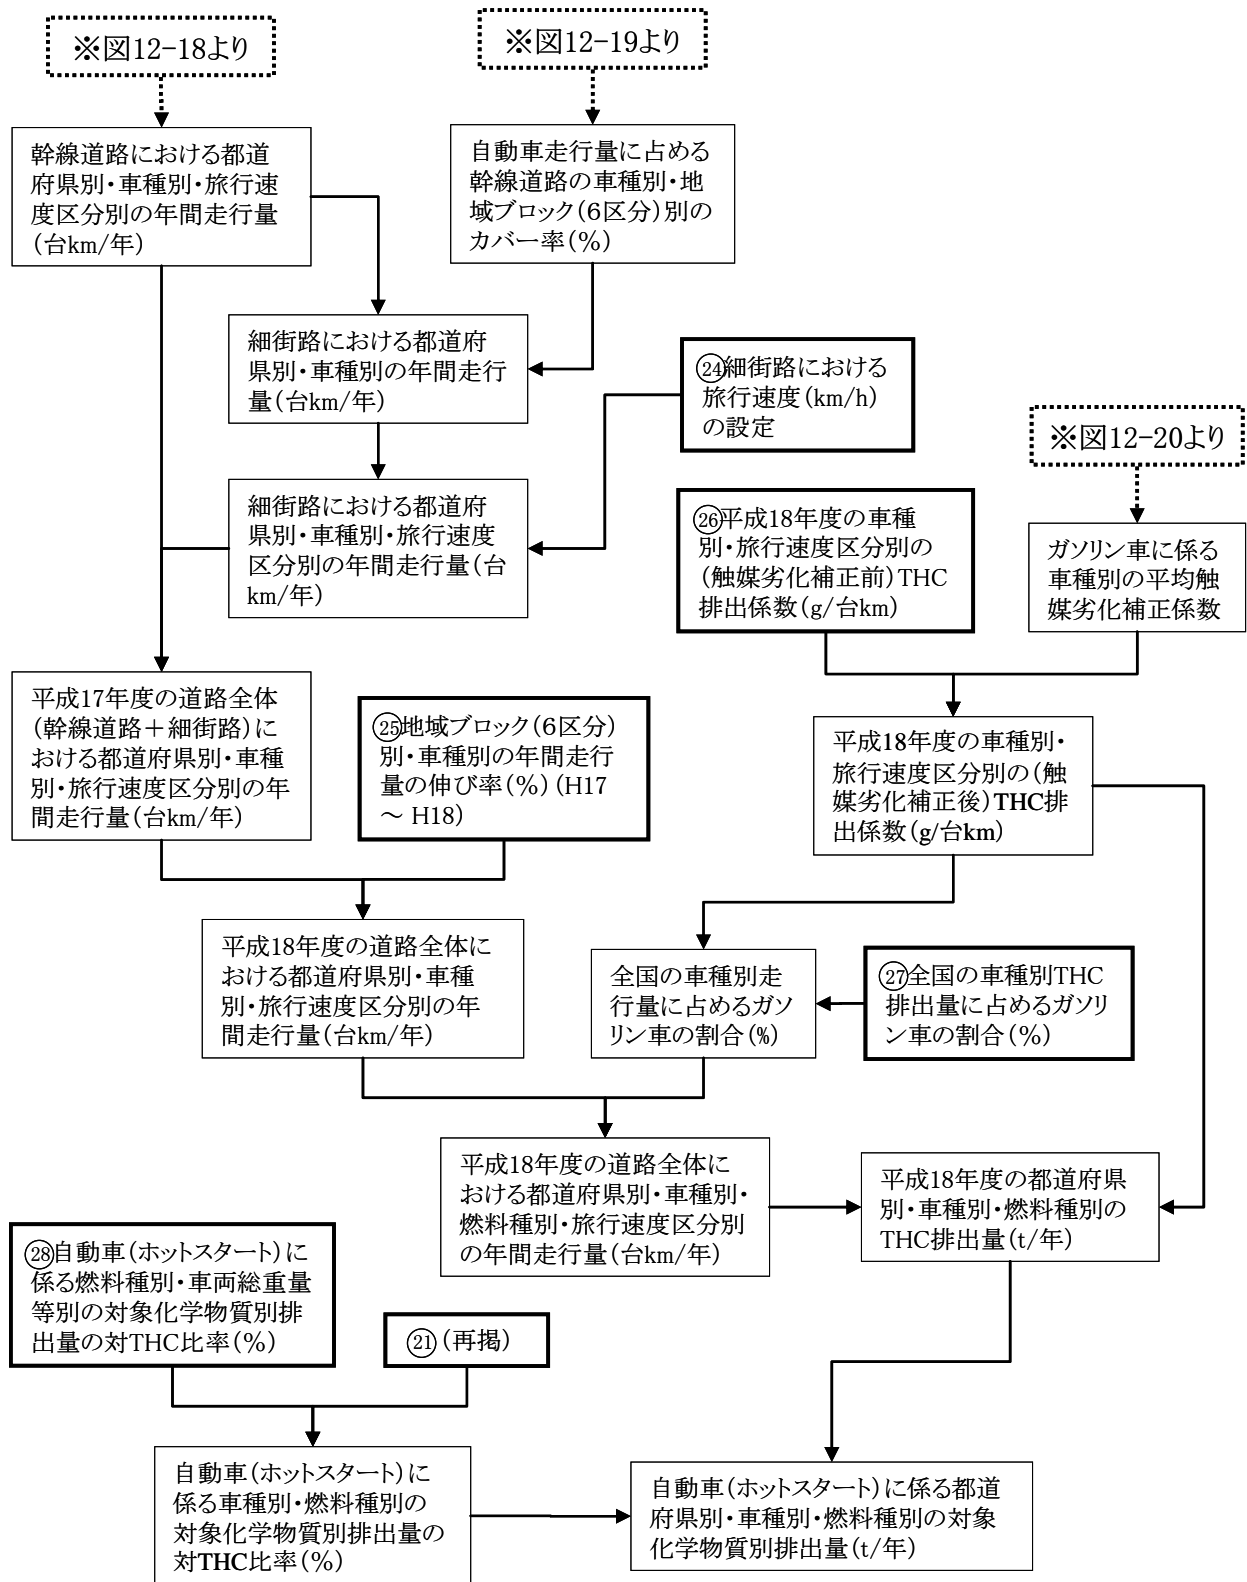 ※図12-18より
※図12-19より
幹線道路における都道
府県別・車種別・旅行速
度区分別の年間走行量
(台km/年)
自動車走行量に占める
幹線道路の車種別・地
域ブロック(6区分)別の
カバー率(%)
細街路における都道府
県別・車種別の年間走行
量(台km/年)
㉔細街路における
旅行速度(km/h)
の設定
※図12-20より
細街路における都道府
県別・車種別・旅行速度
区分別の年間走行量(台
km/年)
㉖平成18年度の車種
別・旅行速度区分別の
(触媒劣化補正前)THC
排出係数(g/台km)
ガソリン車に係る
車種別の平均触
媒劣化補正係数
平成17年度の道路全体
(幹線道路+細街路)に
おける都道府県別・車種
別・旅行速度区分別の年
間走行量(台km/年)
㉕地域ブロック(6区分)
別・車種別の年間走行
量の伸び率(%)(H17
～ H18)
平成18年度の車種別・
旅行速度区分別の(触
媒劣化補正後)THC排
出係数(g/台km)
平成18年度の道路全体に
おける都道府県別・車種
別・旅行速度区分別の年
間走行量(台km/年)
全国の車種別走
行量に占めるガソ
リン車の割合(%)
㉗全国の車種別THC
排出量に占めるガソリ
ン車の割合(%)
平成18年度の道路全体に
おける都道府県別・車種別・
燃料種別・旅行速度区分別
の年間走行量(台km/年)
平成18年度の都道府県
別・車種別・燃料種別の
THC排出量(t/年)
㉘自動車(ホットスタート)に
係る燃料種別・車両総重量
等別の対象化学物質別排
出量の対THC比率(%)
㉑(再掲)
自動車(ホットスタート)に
係る車種別・燃料種別の
対象化学物質別排出量の
対THC比率(%)
自動車(ホットスタート)に係る都道
府県別・車種別・燃料種別の対象
化学物質別排出量(t/年)